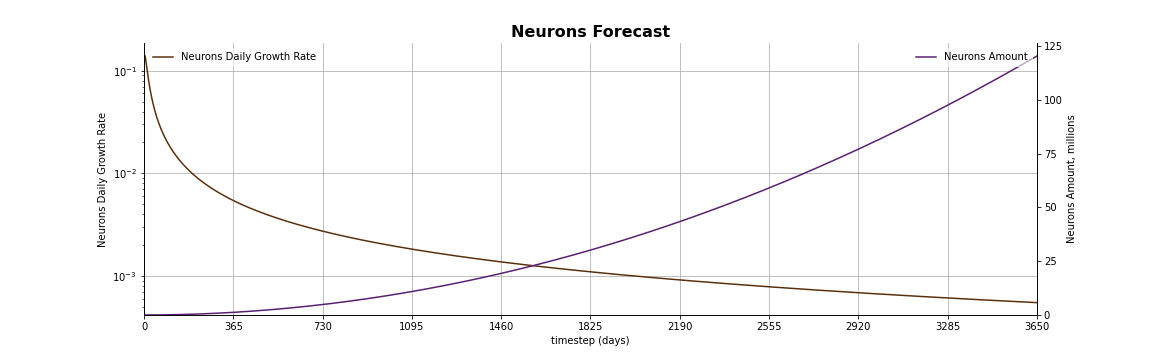 Neurons Forecast
Neurons Daily Growth Rate
Neurons Amount
Neurons Daily Growth Rate
10⁻¹
10⁻²
10⁻³
125
100
75
50
25
0
Neurons Amount, millions
0 365 730 1095 1460 1825 2190 2555 2920 3285 3650
timestep (days)